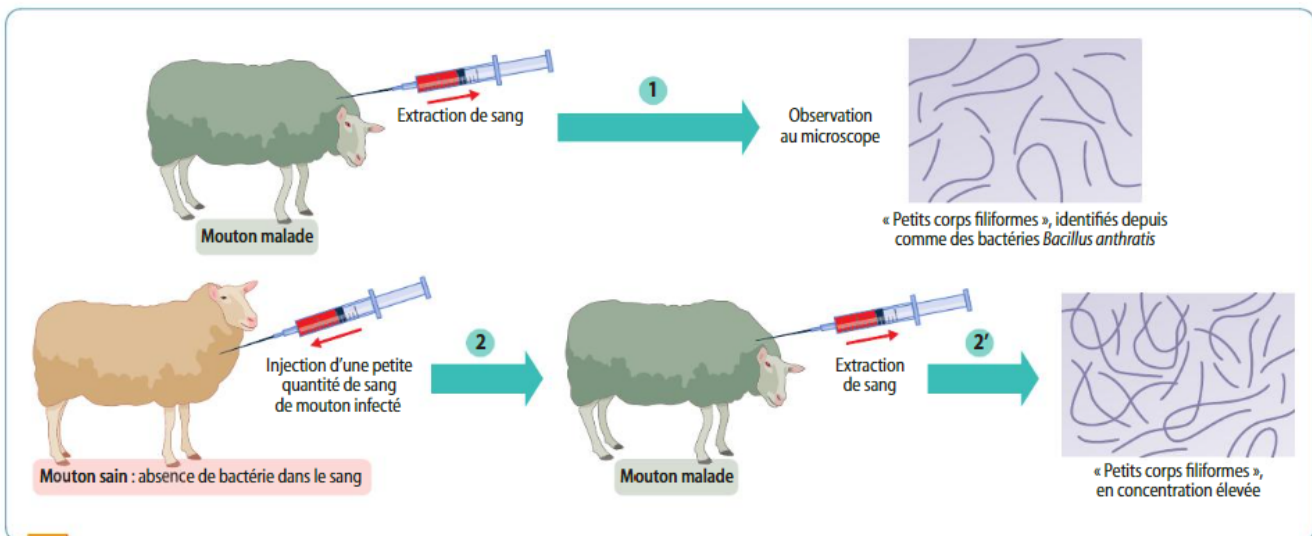 Extraction de sang
1
Observation
au microscope
Mouton malade
« Petits corps filiformes », identifiés depuis
comme des bactéries Bacillus anthratis
Injection d’une petite
quantité de sang
de mouton infecté
2
Extraction
de sang
2’
Mouton sain : absence de bactérie dans le sang
Mouton malade
« Petits corps filiformes »,
en concentration élevée